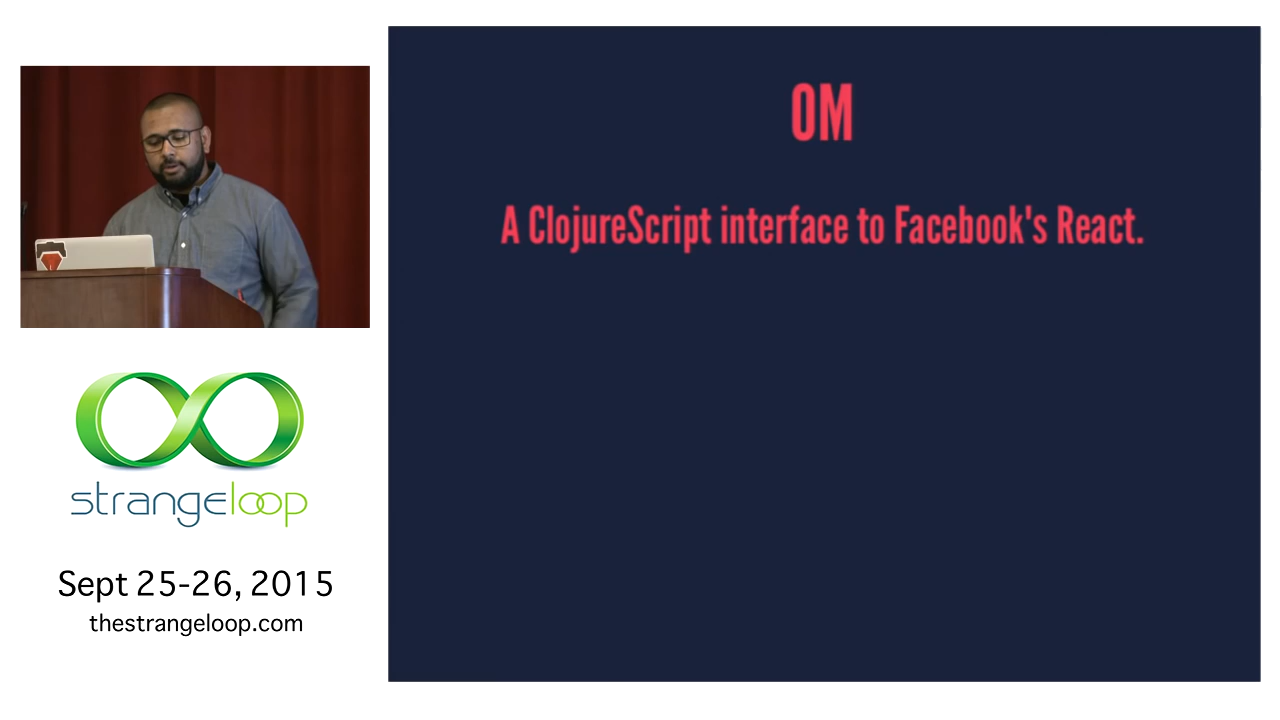 OM
A ClojureScript interface to Facebook's React.
strangeloop
Sept 25-26, 2015
thestrangeloop.com